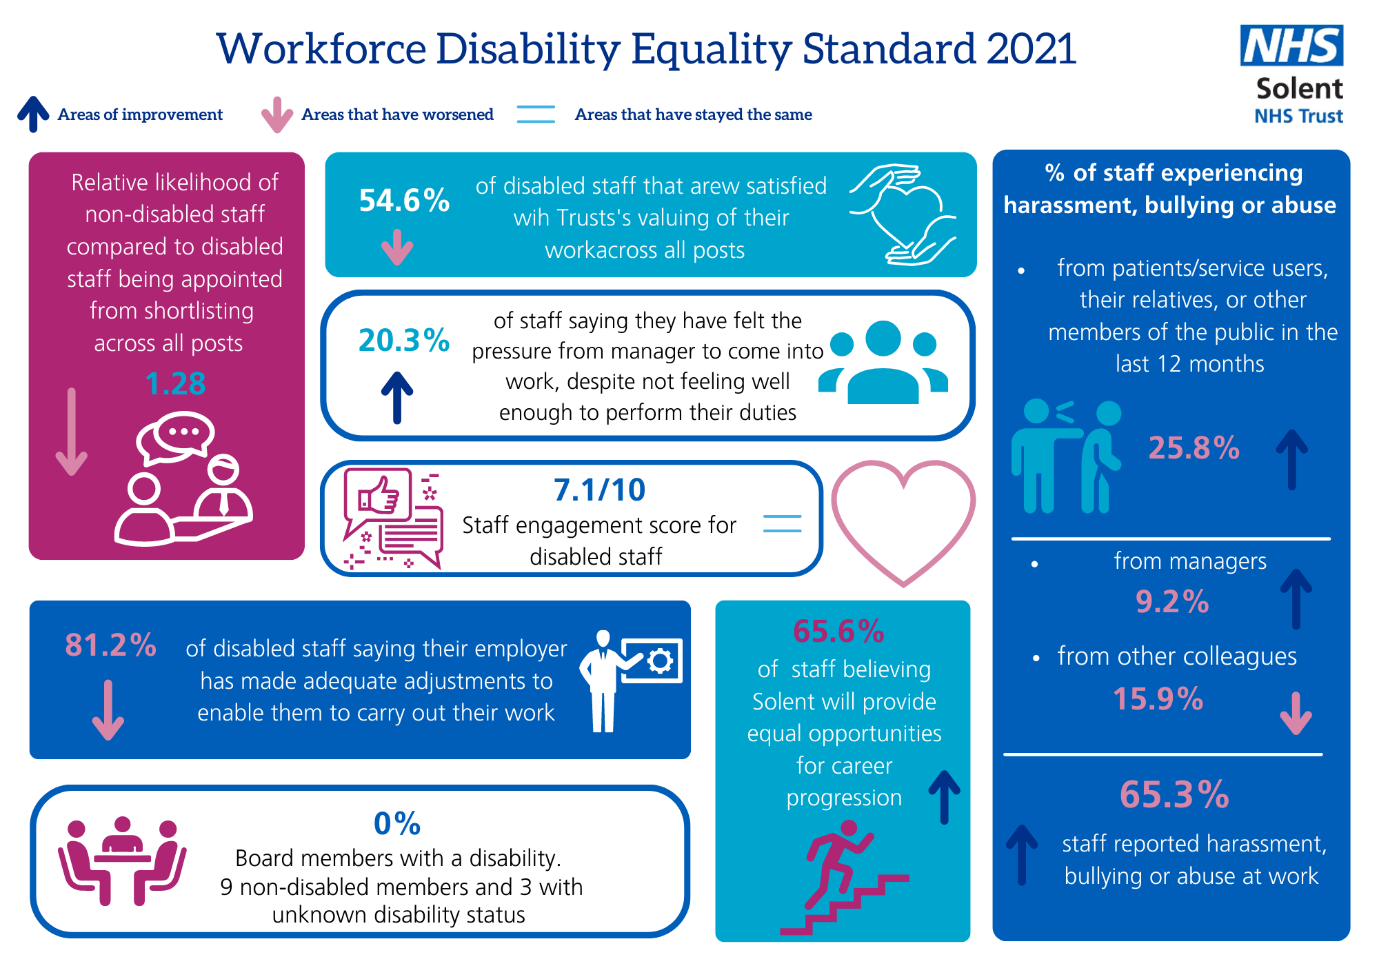 Workforce Disability Equality Standard 2021
NHS
Solent
NHS Trust
Areas of improvement
Areas that have worsened
Areas that have stayed the same
Relative likelihood of
non-disabled staff
compared to disabled
staff being appointed
from shortlisting
across all posts
1.28
54.6%
of disabled staff that arew satisfied
wih Trusts's valuing of their
workacross all posts
20.3%
of staff saying they have felt the
pressure from manager to come into
work, despite not feeling well
enough to perform their duties
7.1/10
Staff engagement score for
disabled staff
81.2%
of disabled staff saying their employer
has made adequate adjustments to
enable them to carry out their work
0%
Board members with a disability.
9 non-disabled members and 3 with
unknown disability status
65.6%
of staff believing
Solent will provide
equal opportunities
for career
progression
% of staff experiencing
harassment, bullying or abuse
• from patients/service users,
their relatives, or other
members of the public in the
last 12 months
25.8%
• from managers
9.2%
• from other colleagues
15.9%
65.3%
staff reported harassment,
bullying or abuse at work